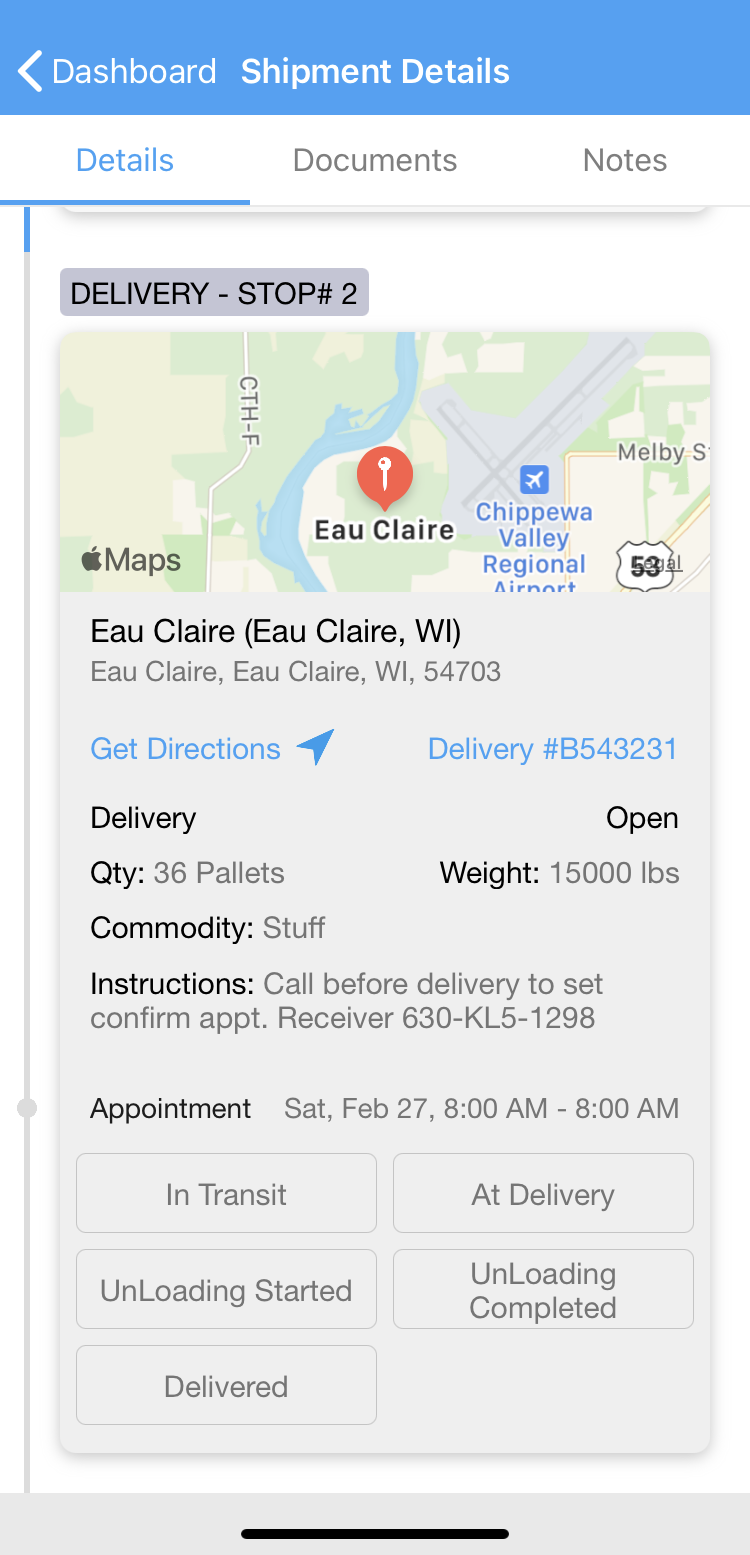 Dashboard Shipment Details
Details Documents Notes
DELIVERY - STOP# 2
CTH-F
Melby S
Chippewa
Valley
Regional
Airport
Eau Claire
Maps
53
Legal
Eau Claire (Eau Claire, WI)
Eau Claire, Eau Claire, WI, 54703
Get Directions Delivery #B543231
Delivery Open
Qty: 36 Pallets Weight: 15000 lbs
Commodity: Stuff
Instructions: Call before delivery to set
confirm appt. Receiver 630-KL5-1298
Appointment Sat, Feb 27, 8:00 AM - 8:00 AM
In Transit At Delivery
UnLoading Started UnLoading
Completed
Delivered